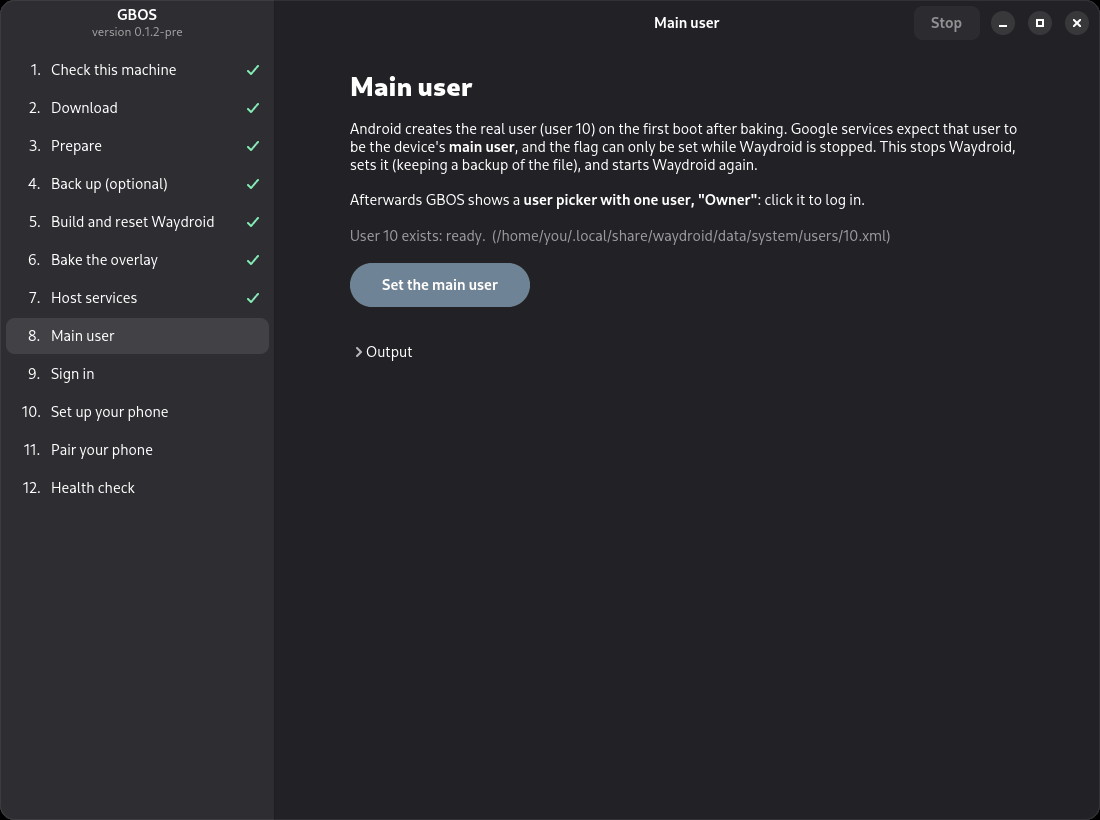 GBOS
version 0.1.2-pre
1. Check this machine
2. Download
3. Prepare
4. Back up (optional)
5. Build and reset Waydroid
6. Bake the overlay
7. Host services
8. Main user
9. Sign in
10. Set up your phone
11. Pair your phone
12. Health check
Main user
Stop
Main user
Android creates the real user (user 10) on the first boot after baking. Google services expect that user to
be the device's main user, and the flag can only be set while Waydroid is stopped. This stops Waydroid,
sets it (keeping a backup of the file), and starts Waydroid again.
Afterwards GBOS shows a user picker with one user, "Owner": click it to log in.
User 10 exists: ready. (/home/you/.local/share/waydroid/data/system/users/10.xml)
Set the main user
Output